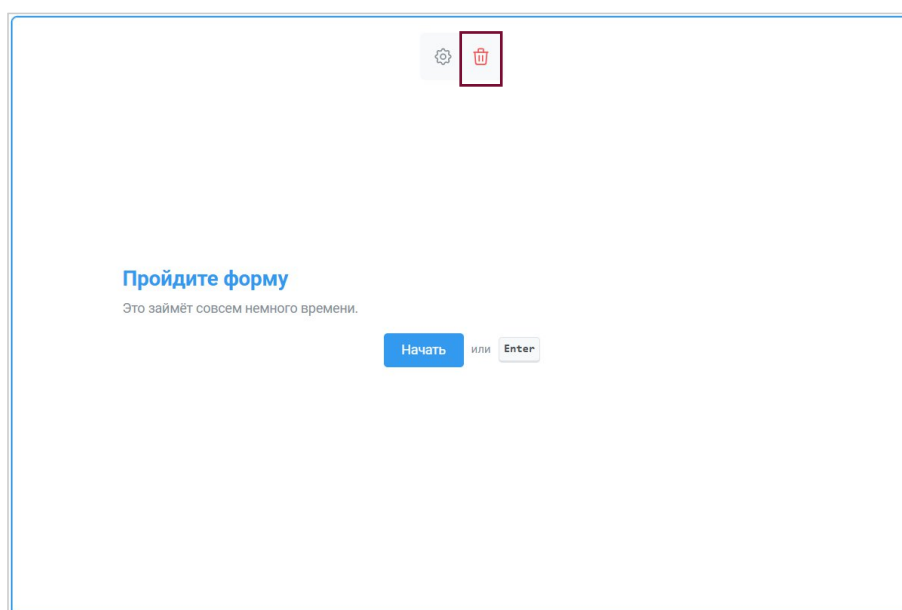 Пройдите форму
Это займёт совсем немного времени.
Начать или Enter